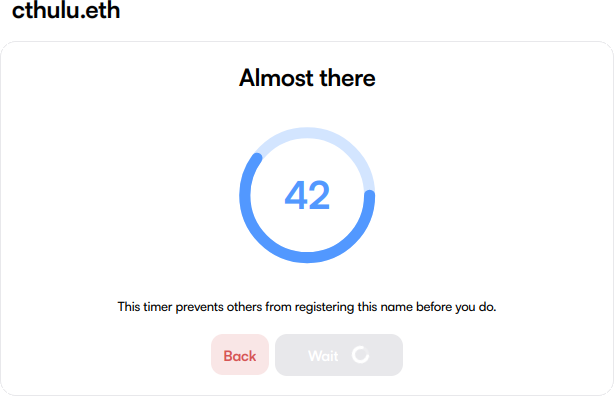 cthulu.eth
Almost there
42
This timer prevents others from registering this name before you do.
Back
Wait